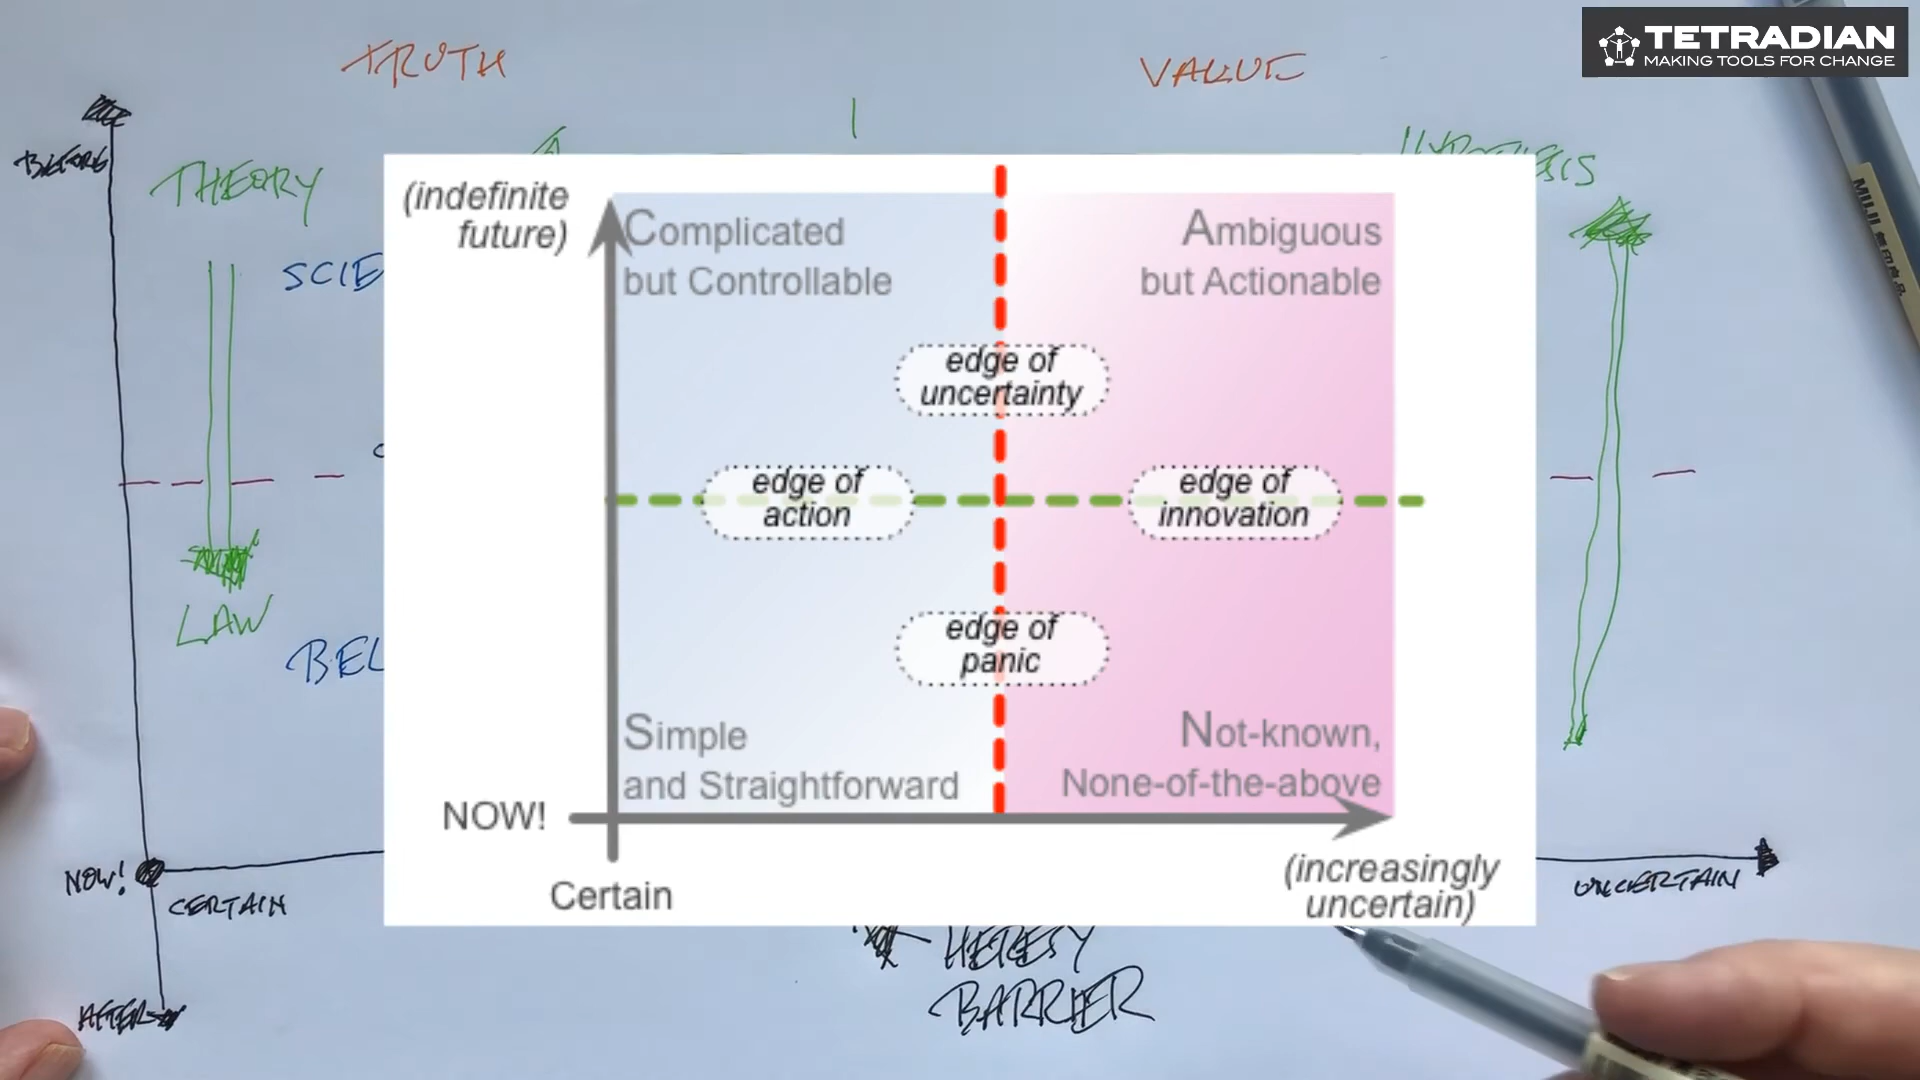 TETRADIAN
MAKING TOOLS FOR CHANGE
TRUTH
VALUE
BEFORE
THEORY
SCIE
LAW
BEL
NOW!
CERTAIN
UNCERTAIN
AFTER
HERESY
BARRIER
(indefinite
future)
Complicated
but Controllable
Ambiguous
but Actionable
edge of
uncertainty
edge of
action
edge of
innovation
edge of
panic
Simple
and Straightforward
Not-known,
None-of-the-above
NOW!
Certain
(increasingly
uncertain)